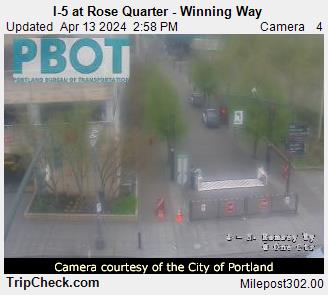 I-5 at Rose Quarter - Winning Way
Updated Apr 13 2024 2:58 PM Camera 4
PBOT
PORTLAND BUREAU OF TRANSPORTATION
Camera courtesy of the City of Portland
TripCheck.com Milepost302.00